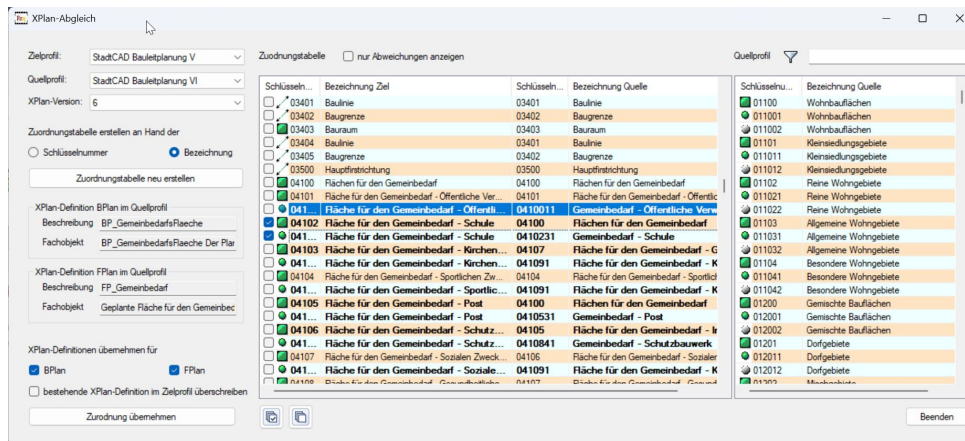 XPlan-Abgleich
Zielprofil: StadtCAD Bauleitplanung V
Quellprofil: StadtCAD Bauleitplanung VI
XPlan-Version: 6
Zuordnungstabelle erstellen an Hand der
Schlüsselnummer Bezeichnung
Zuordnungstabelle neu erstellen
XPlan-Definition BPlan im Quellprofil
Beschreibung BP_GemeindebedarfsFlaeche
Fachobjekt BP_GemeinbedarfsFlaeche Der Plar
XPlan-Definition FPlan im Quellprofil
Beschreibung FP_Gemeinbedarf
Fachobjekt Geplante Fläche für den Gemeinbec
XPlan-Definitionen übernehmen für
BPlan FPlan
bestehende XPlan-Definition im Zielprofil überschreiben
Zurodnung übernehmen
Zuodnungstabelle nur Abweichungen anzeigen
Schlüsseln... Bezeichnung Ziel Schlüsseln... Bezeichnung Quelle
03401 Baulinie 03401 Baulinie
03402 Baugrenze 03402 Baugrenze
03403 Bauraum 03403 Bauraum
03404 Baulinie 03401 Baulinie
03405 Baugrenze 03402 Baugrenze
03500 Hauptfirstrichtung 03500 Hauptfirstrichtung
04100 Flächen für den Gemeinbedarf 04100 Flächen für den Gemeinbedarf
04101 Fläche für den Gemeinbedarf - Öffentliche Ver... 04101 Fläche für den Gemeinbedarf - Öffentlic
041... Fläche für den Gemeinbedarf - Öffentli... 0410011 Gemeinbedarf - Öffentliche Verw
04102 Fläche für den Gemeinbedarf - Schule 04100 Flächen für den Gemeinbedarf
041... Fläche für den Gemeinbedarf - Schule 0410231 Gemeinbedarf - Schule
04103 Fläche für den Gemeinbedarf - Kirchen... 04107 Fläche für den Gemeinbedarf - G
041... Fläche für den Gemeinbedarf - Kirchen... 041091 Fläche für den Gemeinbedarf - K
04104 Fläche für den Gemeinbedarf - Sportlichen Zw... 04104 Fläche für den Gemeinbedarf - Sportlich
041... Fläche für den Gemeinbedarf - Sportlic... 041091 Fläche für den Gemeinbedarf - K
04105 Fläche für den Gemeinbedarf - Post 04100 Flächen für den Gemeinbedarf
041... Fläche für den Gemeinbedarf - Post 0410531 Gemeinbedarf - Post
04106 Fläche für den Gemeinbedarf - Schutz... 04105 Fläche für den Gemeinbedarf - I
041... Fläche für den Gemeinbedarf - Schutz... 0410841 Gemeinbedarf - Schutzbauwerk
04107 Fläche für den Gemeinbedarf - Sozialen Zweck... 04106 Fläche für den Gemeinbedarf - Sozialer
041... Fläche für den Gemeinbedarf - Soziale... 041091 Fläche für den Gemeinbedarf - K
Quellprofil
Schlüsselnu... Bezeichnung Quelle
01100 Wohnbauflächen
011001 Wohnbauflächen
011002 Wohnbauflächen
01101 Kleinsiedlungsgebiete
011011 Kleinsiedlungsgebiete
011012 Kleinsiedlungsgebiete
01102 Reine Wohngebiete
011021 Reine Wohngebiete
011022 Reine Wohngebiete
01103 Allgemeine Wohngebiete
011031 Allgemeine Wohngebiete
011032 Allgemeine Wohngebiete
01104 Besondere Wohngebiete
011041 Besondere Wohngebiete
011042 Besondere Wohngebiete
01200 Gemischte Bauflächen
012001 Gemischte Bauflächen
012002 Gemischte Bauflächen
01201 Dorfgebiete
012011 Dorfgebiete
012012 Dorfgebiete
Beenden